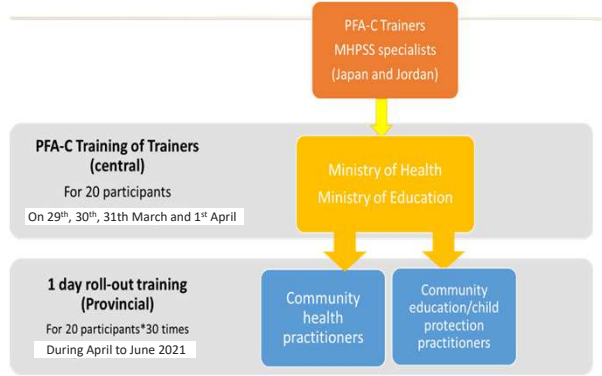 PFA-C Trainers
MHPSS specialists
(Japan and Jordan)
PFA-C Training of Trainers
(central)
For 20 participants
On 29th, 30th, 31th March and 1st April
Ministry of Health
Ministry of Education
1 day roll-out training
(Provincial)
For 20 participants*30 times
During April to June 2021
Community
health
practitioners
Community
education/child
protection
practitioners